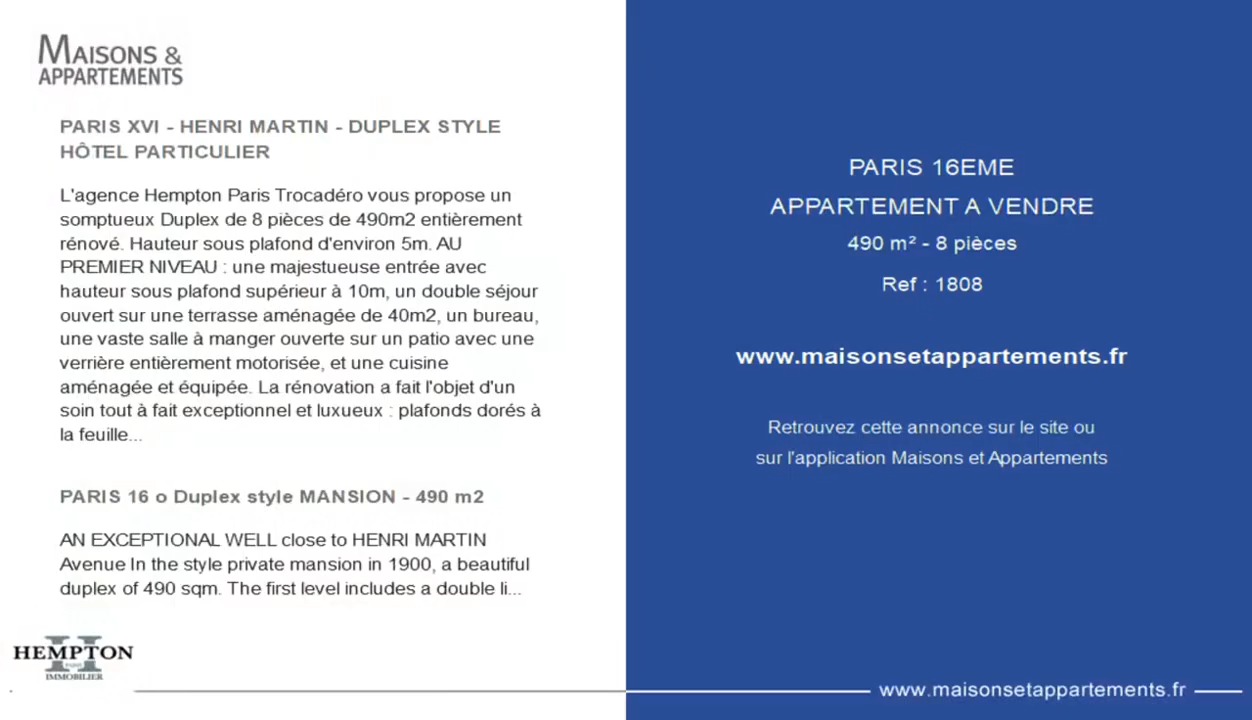 MAISONS &
APPARTEMENTS
PARIS XVI - HENRI MARTIN - DUPLEX STYLE
HÔTEL PARTICULIER
L'agence Hempton Paris Trocadéro vous propose un
somptueux Duplex de 8 pièces de 490m2 entièrement
rénové. Hauteur sous plafond d'environ 5m. AU
PREMIER NIVEAU : une majestueuse entrée avec
hauteur sous plafond supérieur à 10m, un double séjour
ouvert sur une terrasse aménagée de 40m2, un bureau,
une vaste salle à manger ouverte sur un patio avec une
verrière entièrement motorisée, et une cuisine
aménagée et équipée. La rénovation a fait l'objet d'un
soin tout à fait exceptionnel et luxueux : plafonds dorés à
la feuille...
PARIS 16 o Duplex style MANSION - 490 m2
AN EXCEPTIONAL WELL close to HENRI MARTIN
Avenue In the style private mansion in 1900, a beautiful
duplex of 490 sqm. The first level includes a double li...
H
HEMPTON
IMMOBILIER
PARIS 16EME
APPARTEMENT A VENDRE
490 m² - 8 pièces
Ref : 1808
www.maisonsetappartements.fr
Retrouvez cette annonce sur le site ou
sur l'application Maisons et Appartements
www.maisonsetappartements.fr